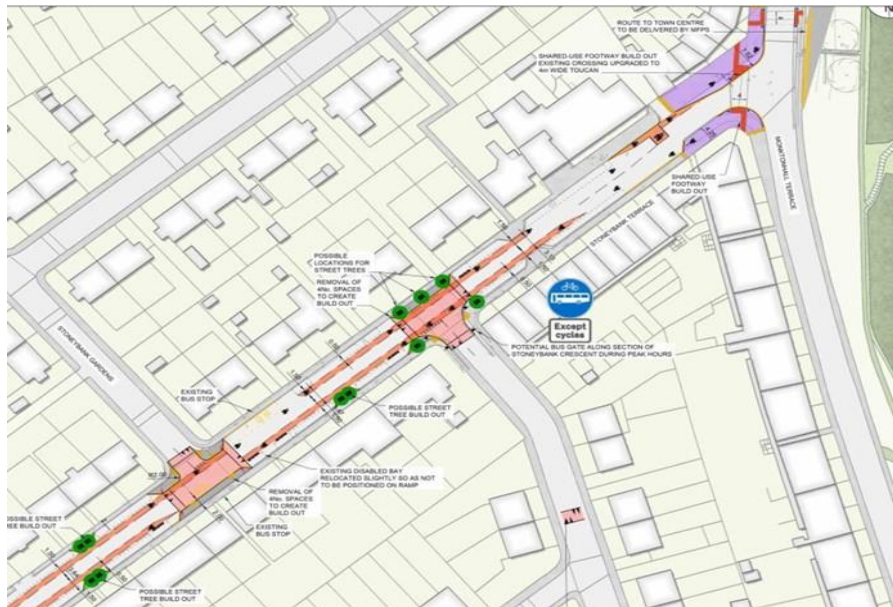 ROUTE TO TOWN CENTRE
TO BE DELIVERED BY MFPS
SHARED-USE FOOTWAY BUILD OUT
EXISTING CROSSING UPGRADED TO
4m WIDE TOUCAN
MONKTONHALL TERRACE
SHARED-USE
FOOTWAY
BUILD OUT
STONEYBANK TERRACE
POSSIBLE
LOCATIONS FOR
STREET TREES
REMOVAL OF
4No. SPACES
TO CREATE
BUILD OUT
Except
cycles
POTENTIAL BUS GATE ALONG SECTION OF
STONEYBANK CRESCENT DURING PEAK HOURS
STONEYBANK GARDENS
EXISTING
BUS STOP
POSSIBLE STREET
TREE BUILD OUT
EXISTING DISABLED BAY
RELOCATED SLIGHTLY SO AS NOT
TO BE POSITIONED ON RAMP
REMOVAL OF
4No. SPACES
TO CREATE
BUILD OUT
EXISTING
BUS STOP
POSSIBLE STREET
TREE BUILD OUT
POSSIBLE STREET
TREE BUILD OUT